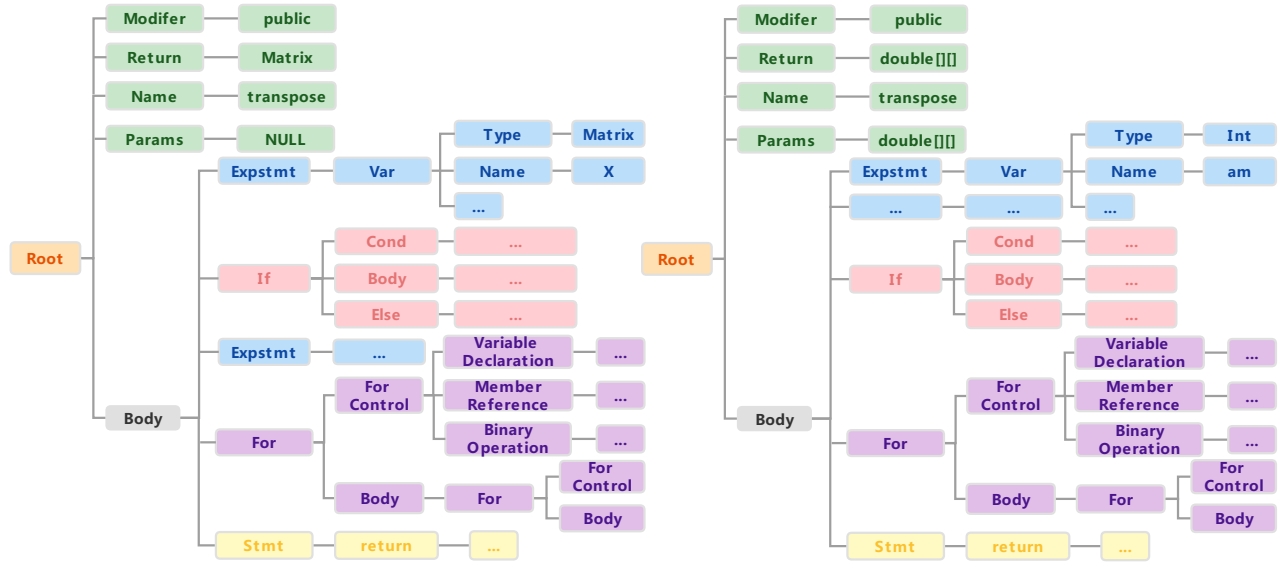 Modifer public
Return Matrix
Name transpose
Params NULL
Type Matrix
Expstmt Var Name X
...
Cond ...
Root If Body ...
Else ...
Expstmt ... Variable
Declaration ...
For
Control Member
Reference ...
Body
For Binary
Operation ...
For
Control
Body For
Body
Stmt return ...
Modifer public
Return double[][]
Name transpose
Params double[][]
Type Int
Expstmt Var Name am
... ... ...
Cond ...
Root If Body ...
Else ...
Variable
Declaration ...
For
Control Member
Reference ...
Body
For Binary
Operation ...
For
Control
Body For
Body
Stmt return ...